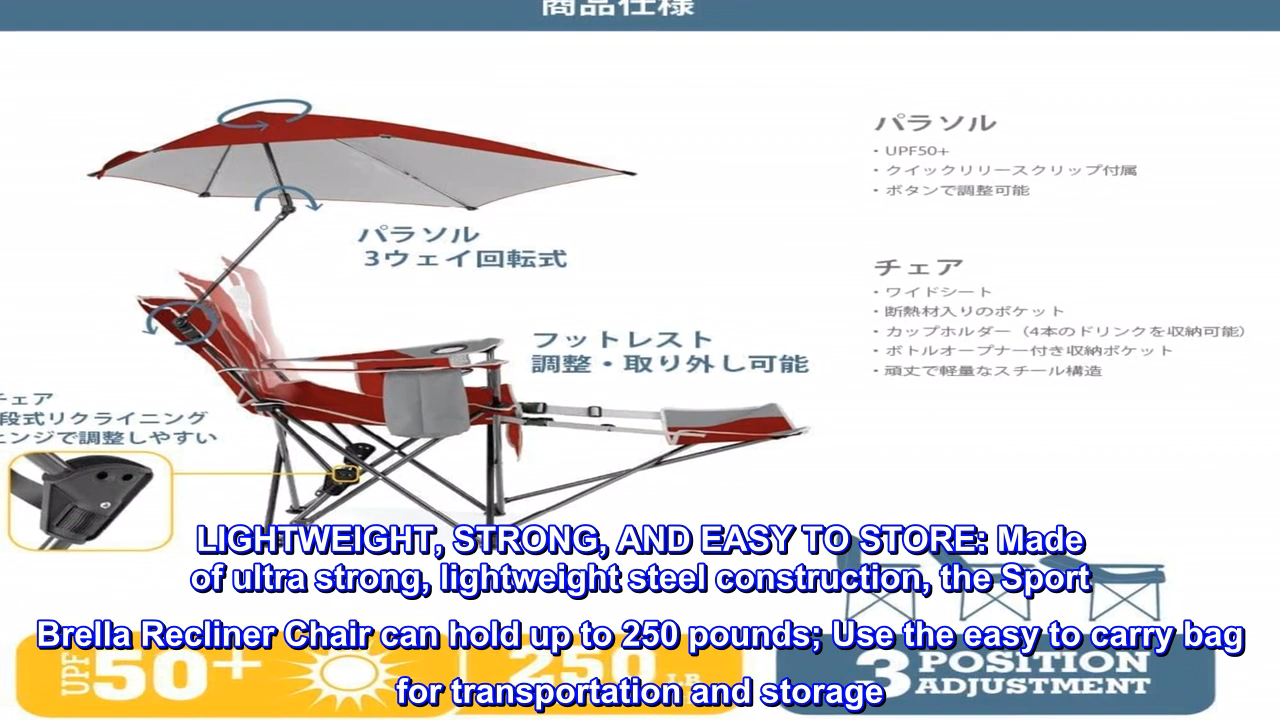 商品仕様
パラソル
・UPF50+
・クイックリリースクリップ付属
・ボタンで調整可能
パラソル
3ウェイ回転式
チェア
・ワイドシート
・断熱材入りのポケット
・カップホルダー（4本のドリンクを収納可能）
・ボトルオープナー付き収納ポケット
・頑丈で軽量なスチール構造
フットレスト
調整・取り外し可能
チェア
段式リクライニング
ンジで調整しやすい
LIGHTWEIGHT, STRONG, AND EASY TO STORE: Made
of ultra strong, lightweight steel construction, the Sport
Brella Recliner Chair can hold up to 250 pounds; Use the easy to carry bag
for transportation and storage
UPF 50+
250 LB
3 POSITION
ADJUSTMENT